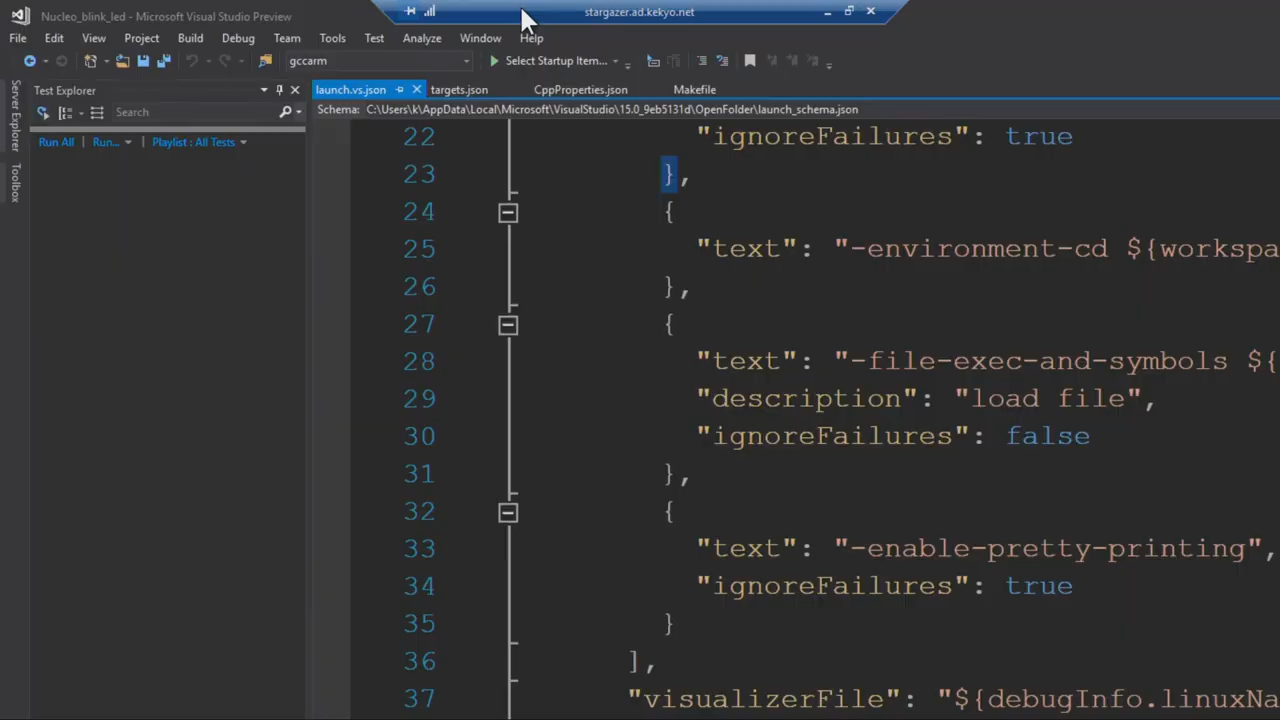 Nucleo_blink_led - Microsoft Visual Studio Preview
stargazer.ad.kekyo.net
File Edit View Project Build Debug Team Tools Test Analyze Window Help
gccarm
Select Startup Item...
Server Explorer
Toolbox
Test Explorer
Search
Run All Run... Playlist : All Tests
launch.vs.json targets.json CppProperties.json Makefile
Schema: C:\Users\k\AppData\Local\Microsoft\VisualStudio\15.0_9eb5131d\OpenFolder\launch_schema.json
22 "ignoreFailures": true
23 },
24 {
25 "text": "-environment-cd ${workspa
26 },
27 {
28 "text": "-file-exec-and-symbols ${
29 "description": "load file",
30 "ignoreFailures": false
31 },
32 {
33 "text": "-enable-pretty-printing",
34 "ignoreFailures": true
35 }
36 ],
37 "visualizerFile": "${debugInfo.linuxNa